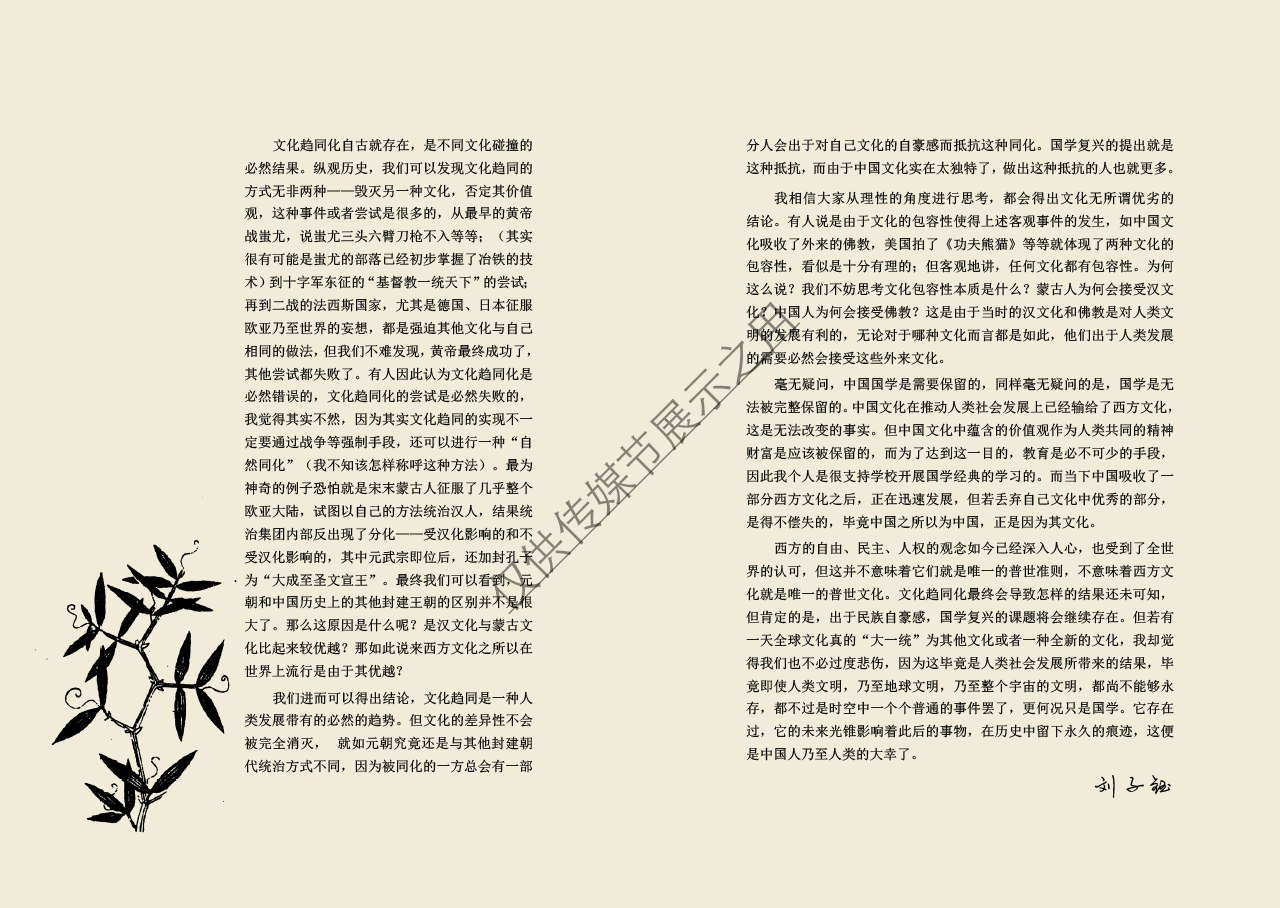 文化趋同化自古就存在，是不同文化碰撞的
必然结果。纵观历史，我们可以发现文化趋同的
方式无非两种——毁灭另一种文化，否定其价值
观，这种事件或者尝试是很多的，从最早的黄帝
战蚩尤，说蚩尤三头六臂刀枪不入等等；（其实
很有可能是蚩尤的部落已经初步掌握了冶铁的技
术）到十字军东征的“基督教一统天下”的尝试；
再到二战的法西斯国家，尤其是德国、日本征服
欧亚乃至世界的妄想，都是强迫其他文化与自己
相同的做法，但我们不难发现，黄帝最终成功了，
其他尝试都失败了。有人因此认为文化趋同化是
必然错误的，文化趋同化的尝试是必然失败的，
我觉得其实不然，因为其实文化趋同的实现不一
定要通过战争等强制手段，还可以进行一种“自
然同化”（我不知该怎样称呼这种方法）。最为
神奇的例子恐怕就是宋末蒙古人征服了几乎整个
欧亚大陆，试图以自己的方法统治汉人，结果统
治集团内部反出现了分化——受汉化影响的和不
受汉化影响的，其中元武宗即位后，还加封孔子
为“大成至圣文宣王”。最终我们可以看到，元
朝和中国历史上的其他封建王朝的区别并不是很
大了。那么这原因是什么呢？是汉文化与蒙古文
化比起来较优越？那如此说来西方文化之所以在
世界上流行是由于其优越？
我们进而可以得出结论，文化趋同是一种人
类发展带有的必然的趋势。但文化的差异性不会
被完全消灭， 就如元朝究竟还是与其他封建朝
代统治方式不同，因为被同化的一方总会有一部
分人会出于对自己文化的自豪感而抵抗这种同化。国学复兴的提出就是
这种抵抗，而由于中国文化实在太独特了，做出这种抵抗的人也就更多。
我相信大家从理性的角度进行思考，都会得出文化无所谓优劣的
结论。有人说是由于文化的包容性使得上述客观事件的发生，如中国文
化吸收了外来的佛教，美国拍了《功夫熊猫》等等就体现了两种文化的
包容性，看似是十分有理的；但客观地讲，任何文化都有包容性。为何
这么说？我们不妨思考文化包容性本质是什么？蒙古人为何会接受汉文
化？中国人为何会接受佛教？这是由于当时的汉文化和佛教是对人类文
明的发展有利的，无论对于哪种文化而言都是如此，他们出于人类发展
的需要必然会接受这些外来文化。
毫无疑问，中国国学是需要保留的，同样毫无疑问的是，国学是无
法被完整保留的。中国文化在推动人类社会发展上已经输给了西方文化，
这是无法改变的事实。但中国文化中蕴含的价值观作为人类共同的精神
财富是应该被保留的，而为了达到这一目的，教育是必不可少的手段，
因此我个人是很支持学校开展国学经典的学习的。而当下中国吸收了一
部分西方文化之后，正在迅速发展，但若丢弃自己文化中优秀的部分，
是得不偿失的，毕竟中国之所以为中国，正是因为其文化。
西方的自由、民主、人权的观念如今已经深入人心，也受到了全世
界的认可，但这并不意味着它们就是唯一的普世准则，不意味着西方文
化就是唯一的普世文化。文化趋同化最终会导致怎样的结果还未可知，
但肯定的是，出于民族自豪感，国学复兴的课题将会继续存在。但若有
一天全球文化真的“大一统”为其他文化或者一种全新的文化，我却觉
得我们也不必过度悲伤，因为这毕竟是人类社会发展所带来的结果，毕
竟即使人类文明，乃至地球文明，乃至整个宇宙的文明，都尚不能够永
存，都不过是时空中一个个普通的事件罢了，更何况只是国学。它存在
过，它的未来光锥影响着此后的事物，在历史中留下永久的痕迹，这便
是中国人乃至人类的大幸了。
刘子钰
仅供传媒节展示之用